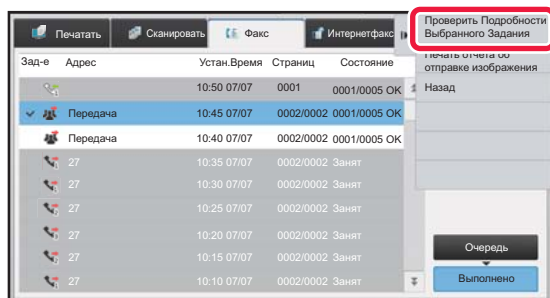 Печатать Сканировать Факс Интернетфакс
Зад-е Адрес Устан.Время Страниц Состояние
10:50 07/07 0001 0001/0005 OK
Передача 10:45 07/07 0002/0002 0001/0005 OK
Передача 10:40 07/07 0002/0002 0001/0005 OK
27 10:35 07/07 0002/0002 Занят
27 10:30 07/07 0002/0002 Занят
27 10:25 07/07 0002/0002 Занят
27 10:20 07/07 0002/0002 Занят
27 10:15 07/07 0002/0002 Занят
27 10:10 07/07 0002/0002 Занят
Проверить Подробности
Выбранного Задания
Печать отчета об
отправке изображения
Назад
Очередь
Выполнено